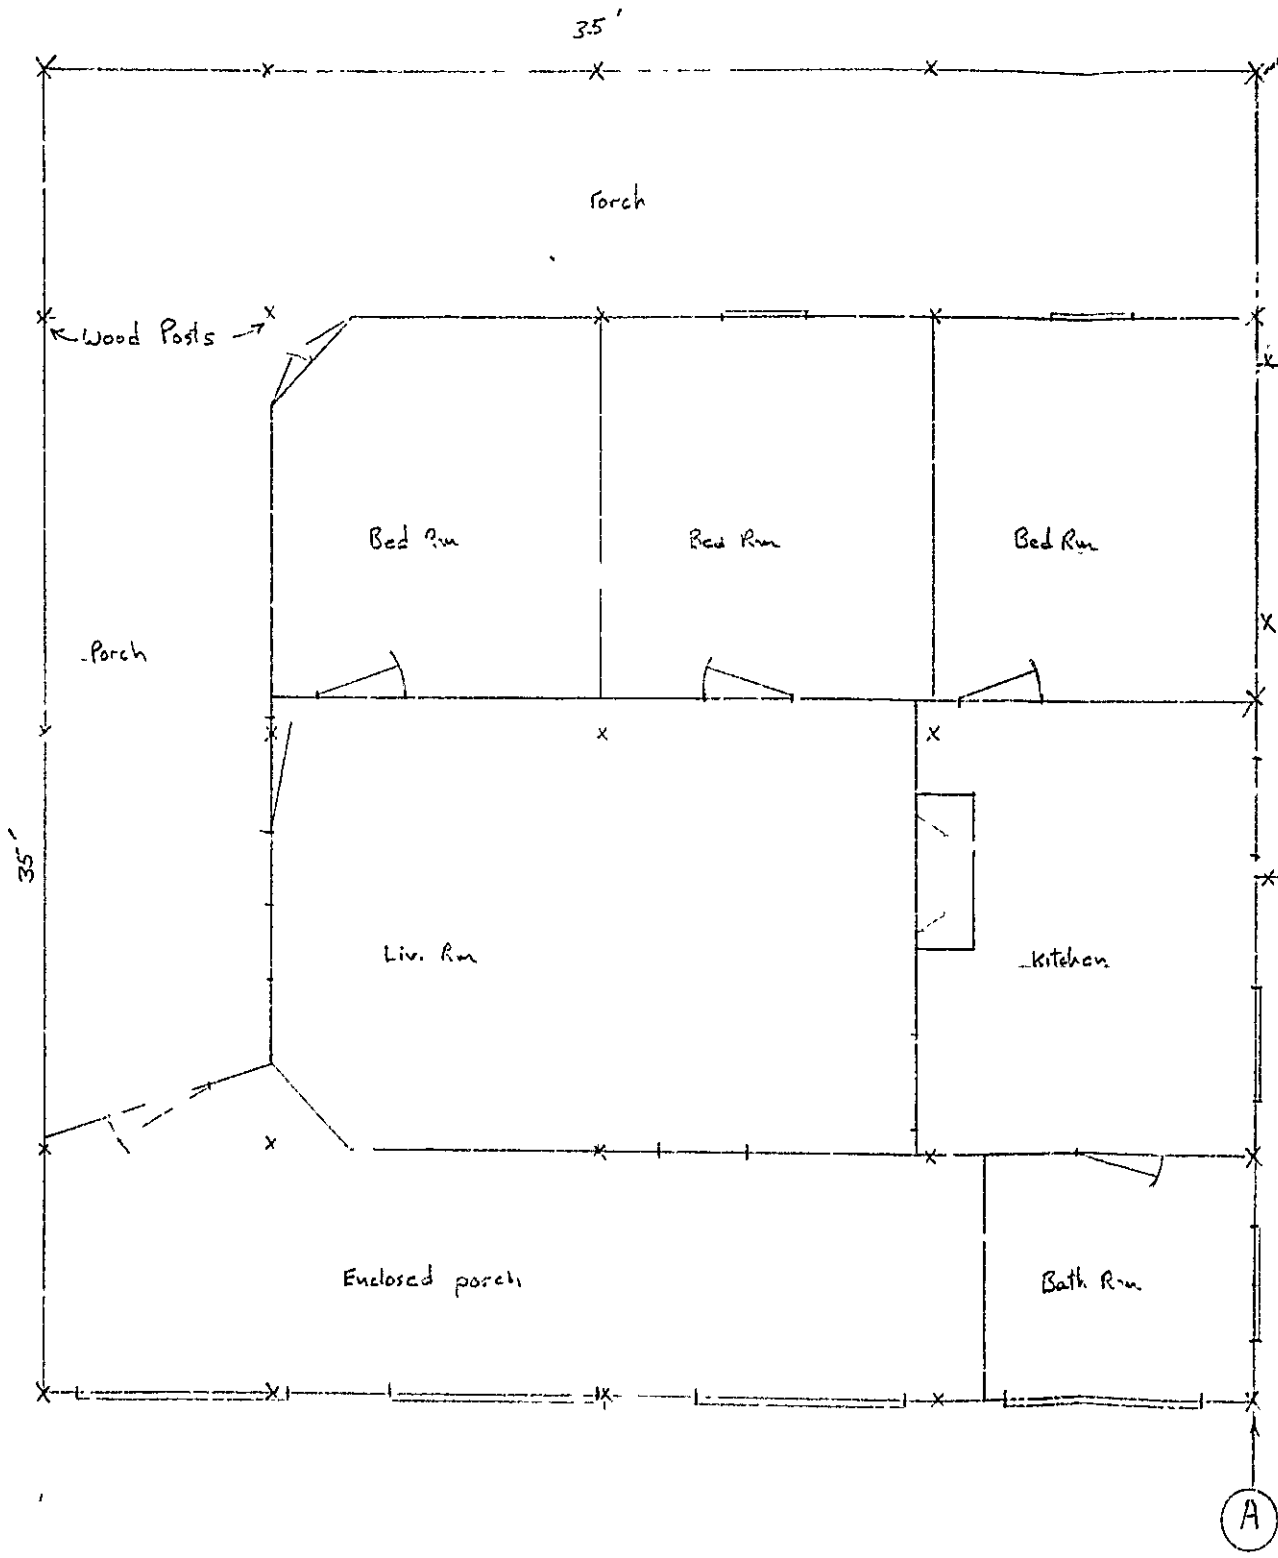 35'
Porch
Wood Posts
Bed Rm
Bed Rm
Bed Rm
Porch
35'
Liv. Rm
Kitchen
Enclosed porch
Bath Rm
A